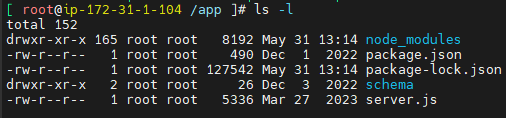 [ root@ip-172-31-1-104 /app ]# ls -l
total 152
drwxr-xr-x 165 root root   8192 May 31 13:14 node_modules
-rw-r--r--   1 root root    490 Dec  1  2022 package.json
-rw-r--r--   1 root root 127542 May 31 13:14 package-lock.json
drwxr-xr-x   2 root root     26 Dec  3  2022 schema
-rw-r--r--   1 root root   5336 Mar 27  2023 server.js